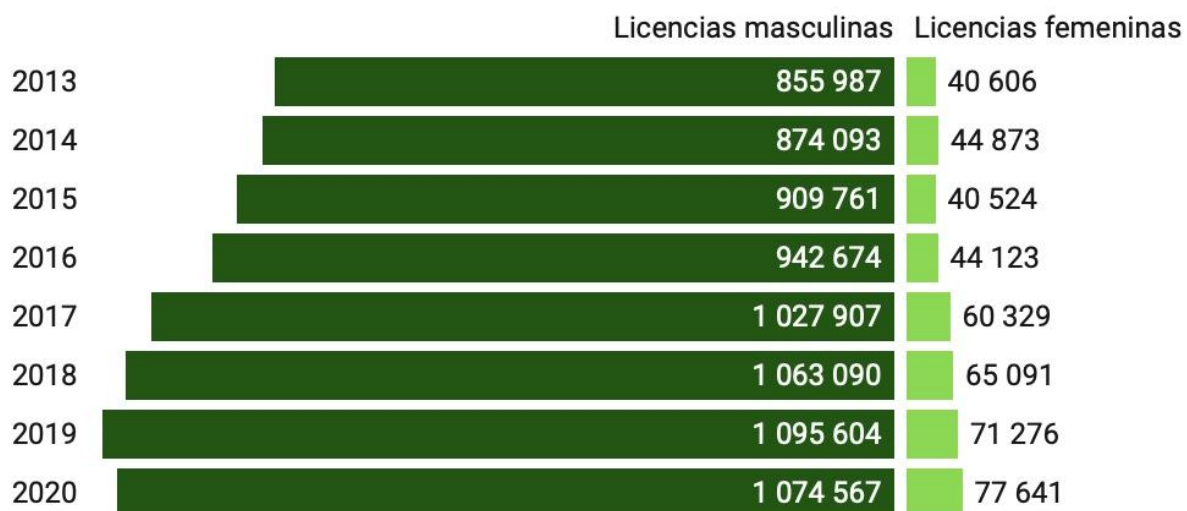 Licencias masculinas Licencias femeninas
2013 855 987 40 606
2014 874 093 44 873
2015 909 761 40 524
2016 942 674 44 123
2017 1 027 907 60 329
2018 1 063 090 65 091
2019 1 095 604 71 276
2020 1 074 567 77 641